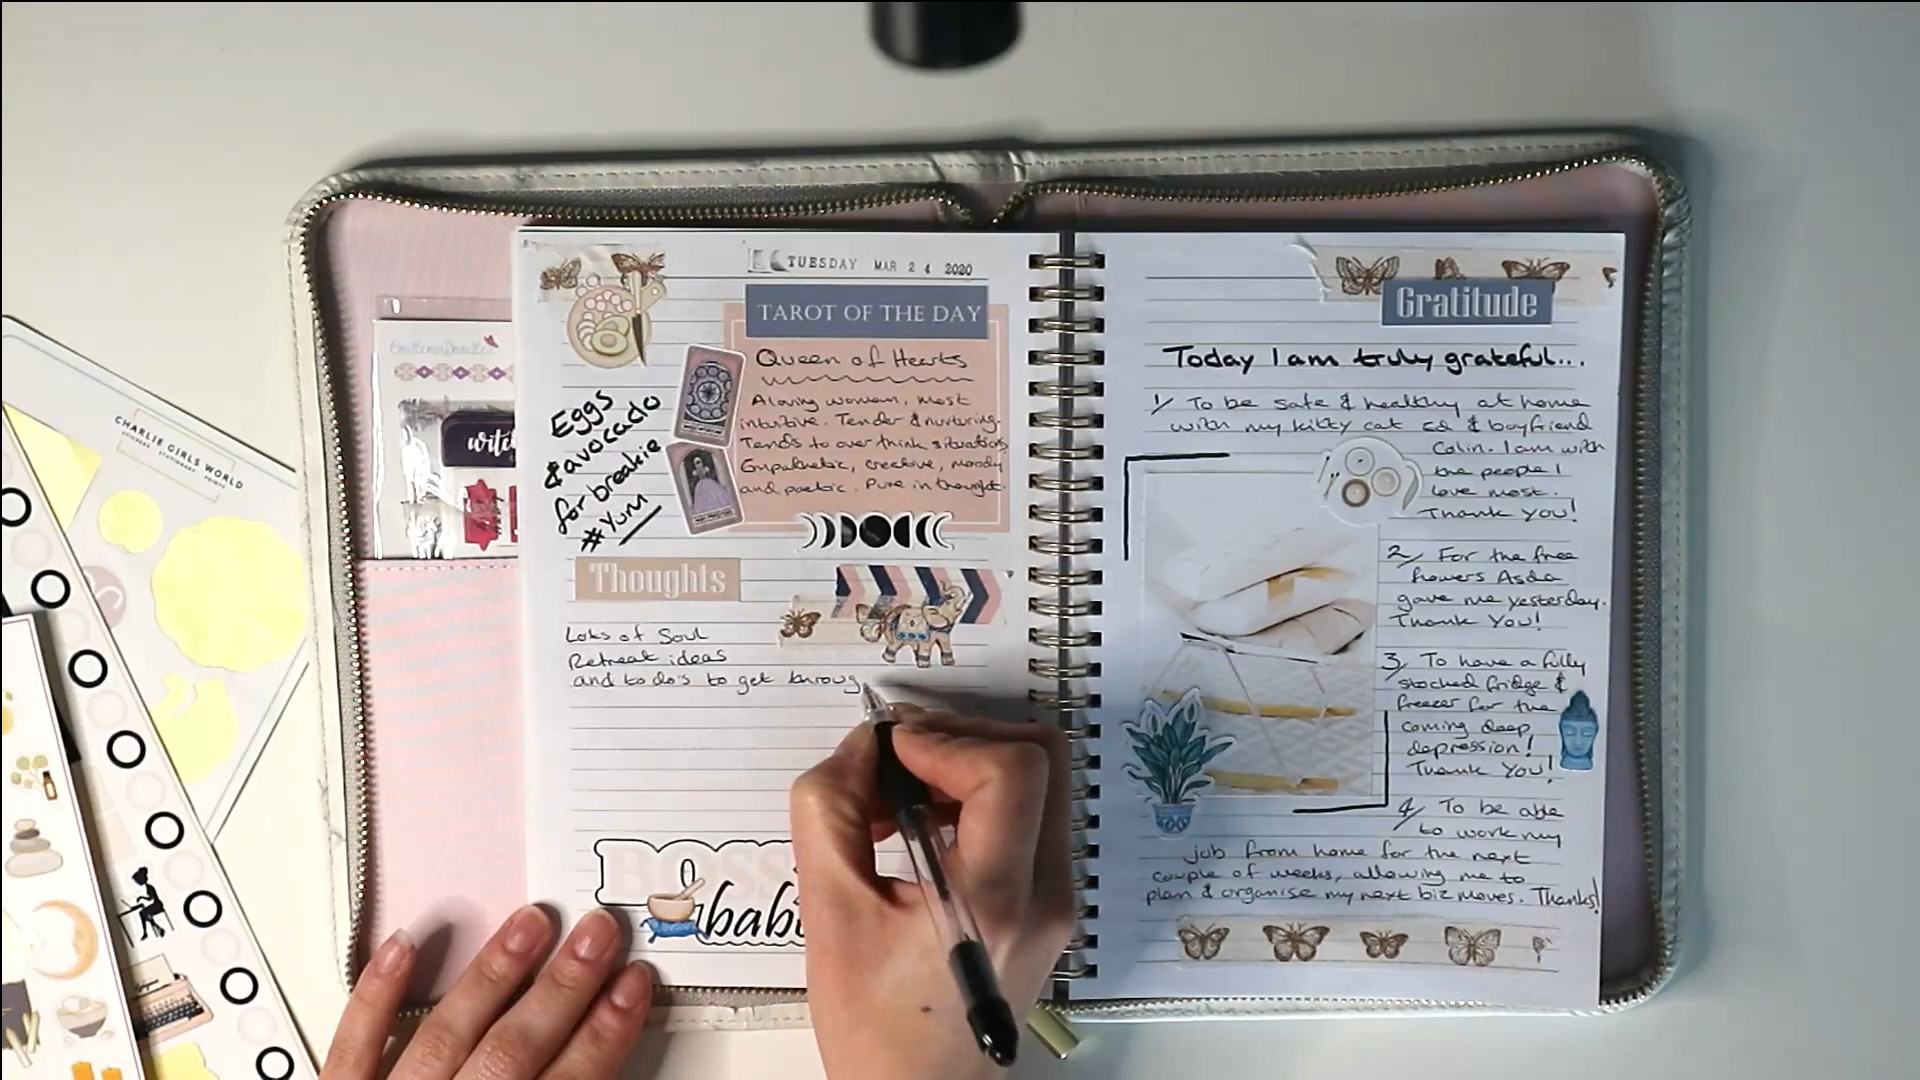 TUESDAY MAR 24 2020
TAROT OF THE DAY
Queen of Hearts
A loving woman, most
intuitive. Tender & nurturing.
Tends to over think situations
Empathetic, creative, moody
and poetic. Pure in thought.
Eggs
& avocado
for breakie
#Yum
Thoughts
Lots of Soul
Retreat ideas
and to do's to get throug
BOSS
babe
Gratitude
Today I am truly grateful...
1/ To be safe & healthy at home
with my kitty cat & boyfriend
Colin. I am with
the people I
love most.
Thank You!
2/ For the free
flowers Asda
gave me yesterday.
Thank You!
3/ To have a fully
stocked fridge &
freezer for the
coming deep
depression!
Thank You!
4/ To be able
to work my
job from home for the next
couple of weeks, allowing me to
plan & organise my next biz moves. Thanks!
witc
CHARLIE GIRLS WORLD